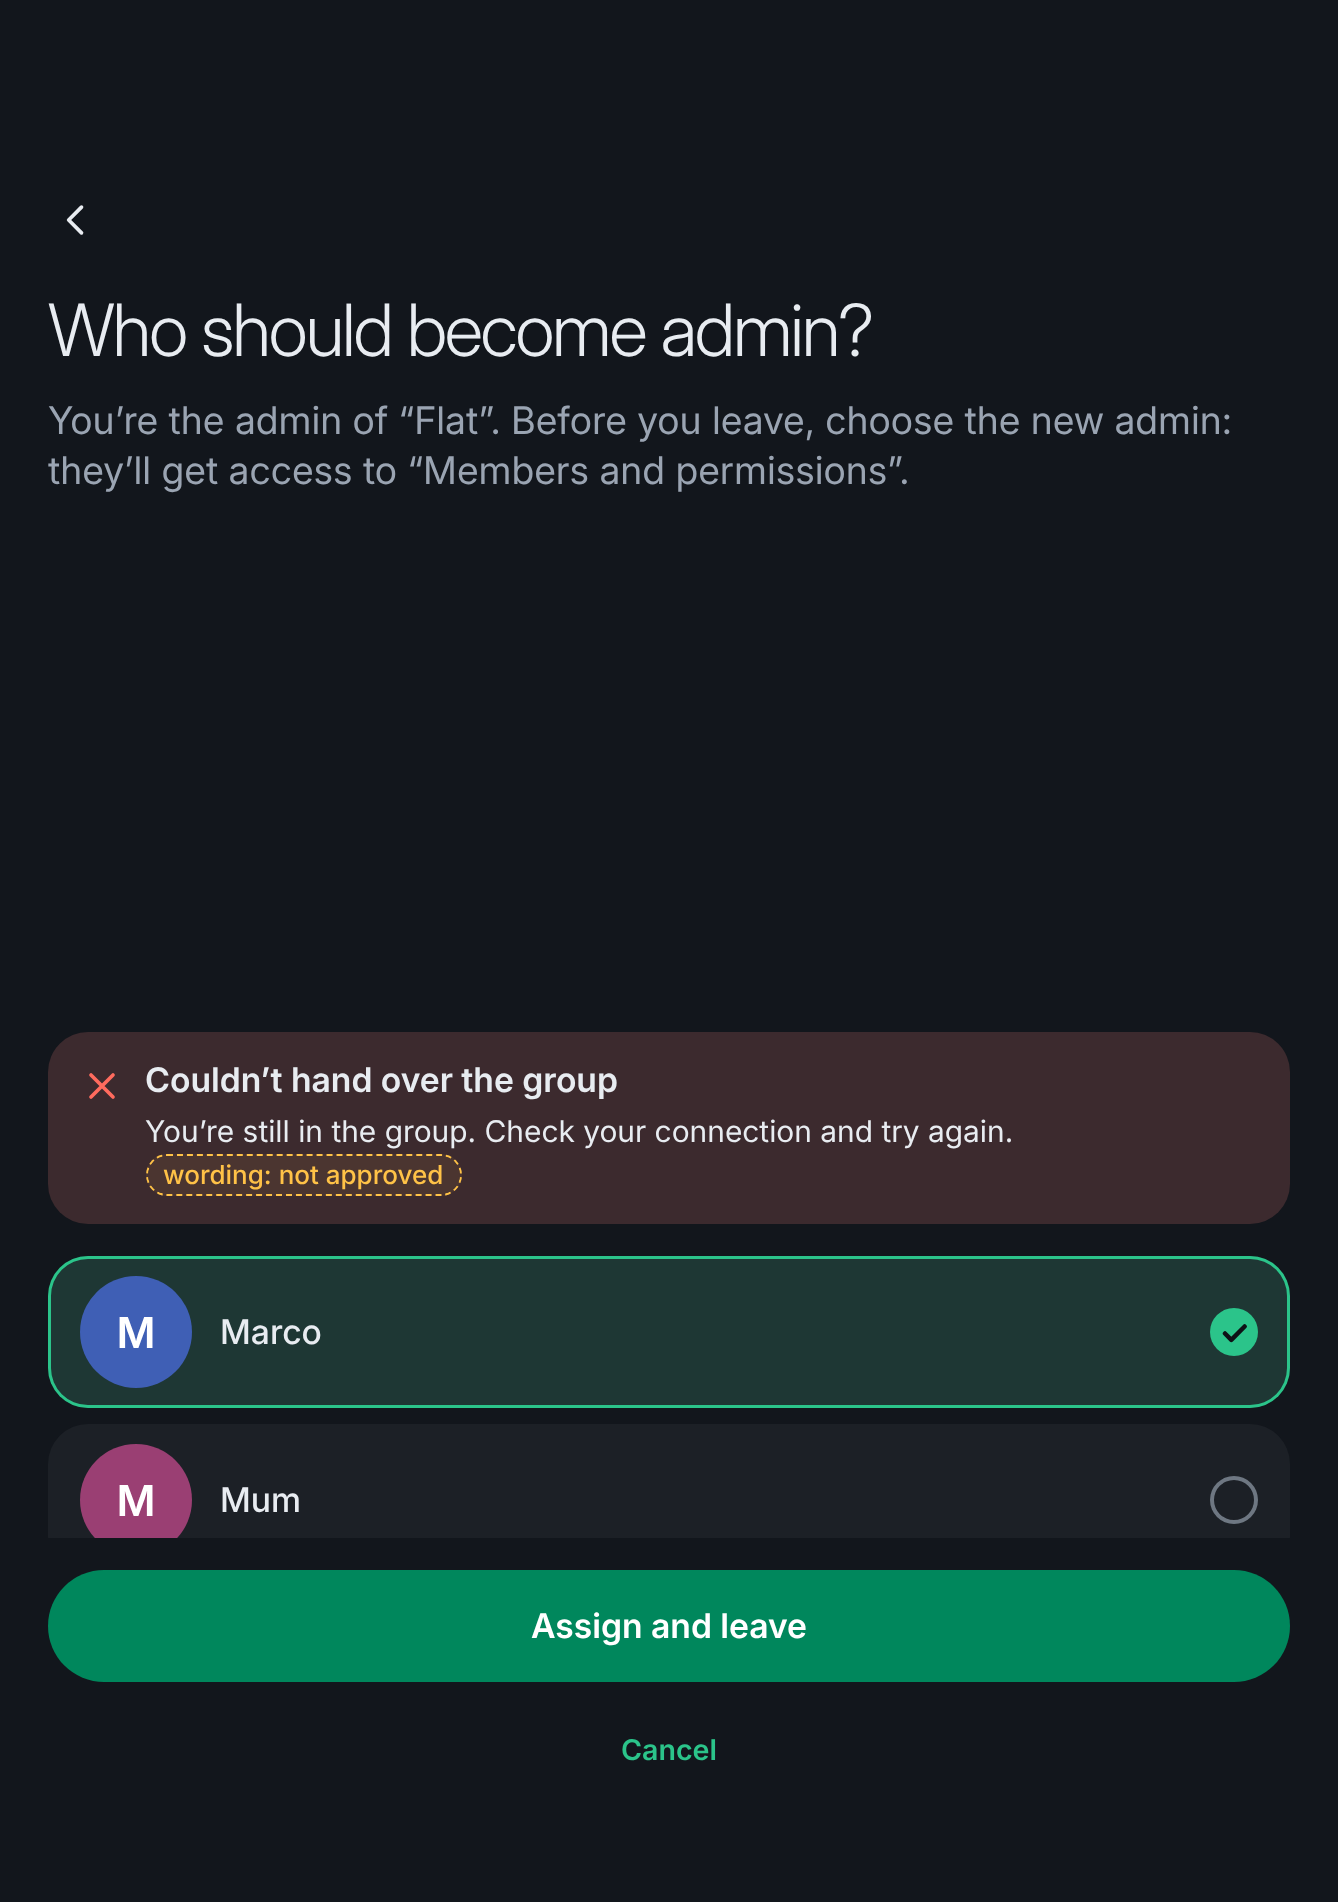 Who should become admin?
You’re the admin of “Flat”. Before you leave, choose the new admin:
they’ll get access to “Members and permissions”.
Couldn’t hand over the group
You’re still in the group. Check your connection and try again.
wording: not approved
M
Marco
M
Mum
Assign and leave
Cancel